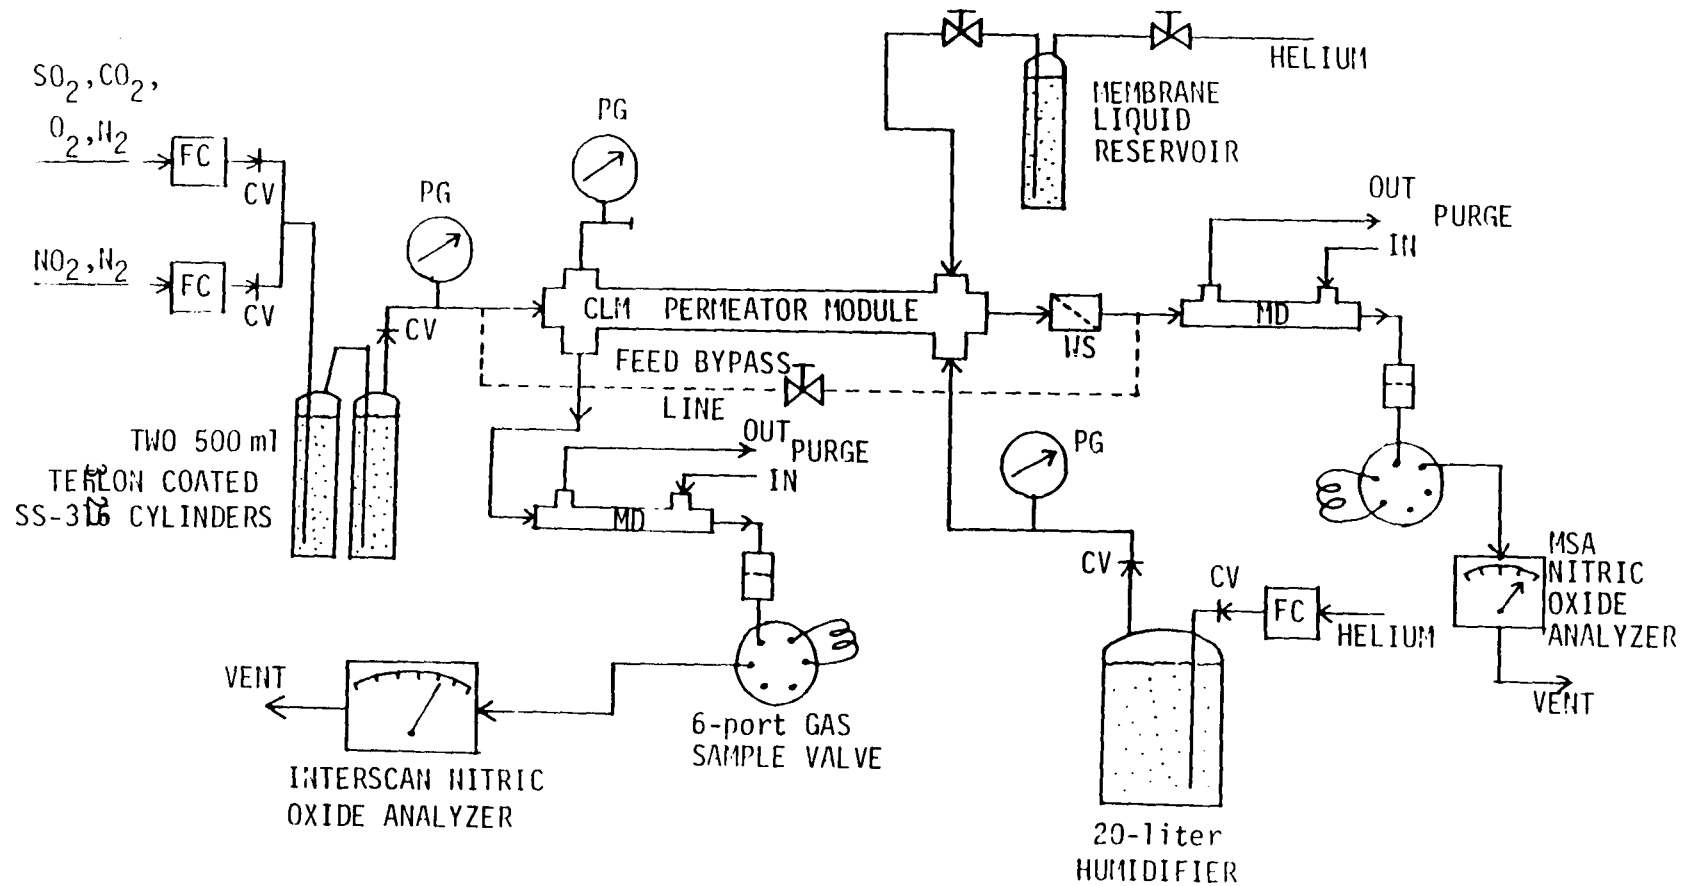 SO2,CO2,
O2,N2
FC
CV
NO2,N2
FC
CV
PG
CV
PG
CLM PERMEATOR MODULE
FEED BYPASS
LINE
TWO 500 ml
TEFLON COATED
SS-316 CYLINDERS
OUT
PURGE
IN
MD
VENT
INTERSCAN NITRIC
OXIDE ANALYZER
6-port GAS
SAMPLE VALVE
HELIUM
MEMBRANE
LIQUID
RESERVOIR
OUT
PURGE
IN
WS
MD
PG
CV
CV
FC
HELIUM
20-liter
HUMIDIFIER
MSA
NITRIC
OXIDE
ANALYZER
VENT